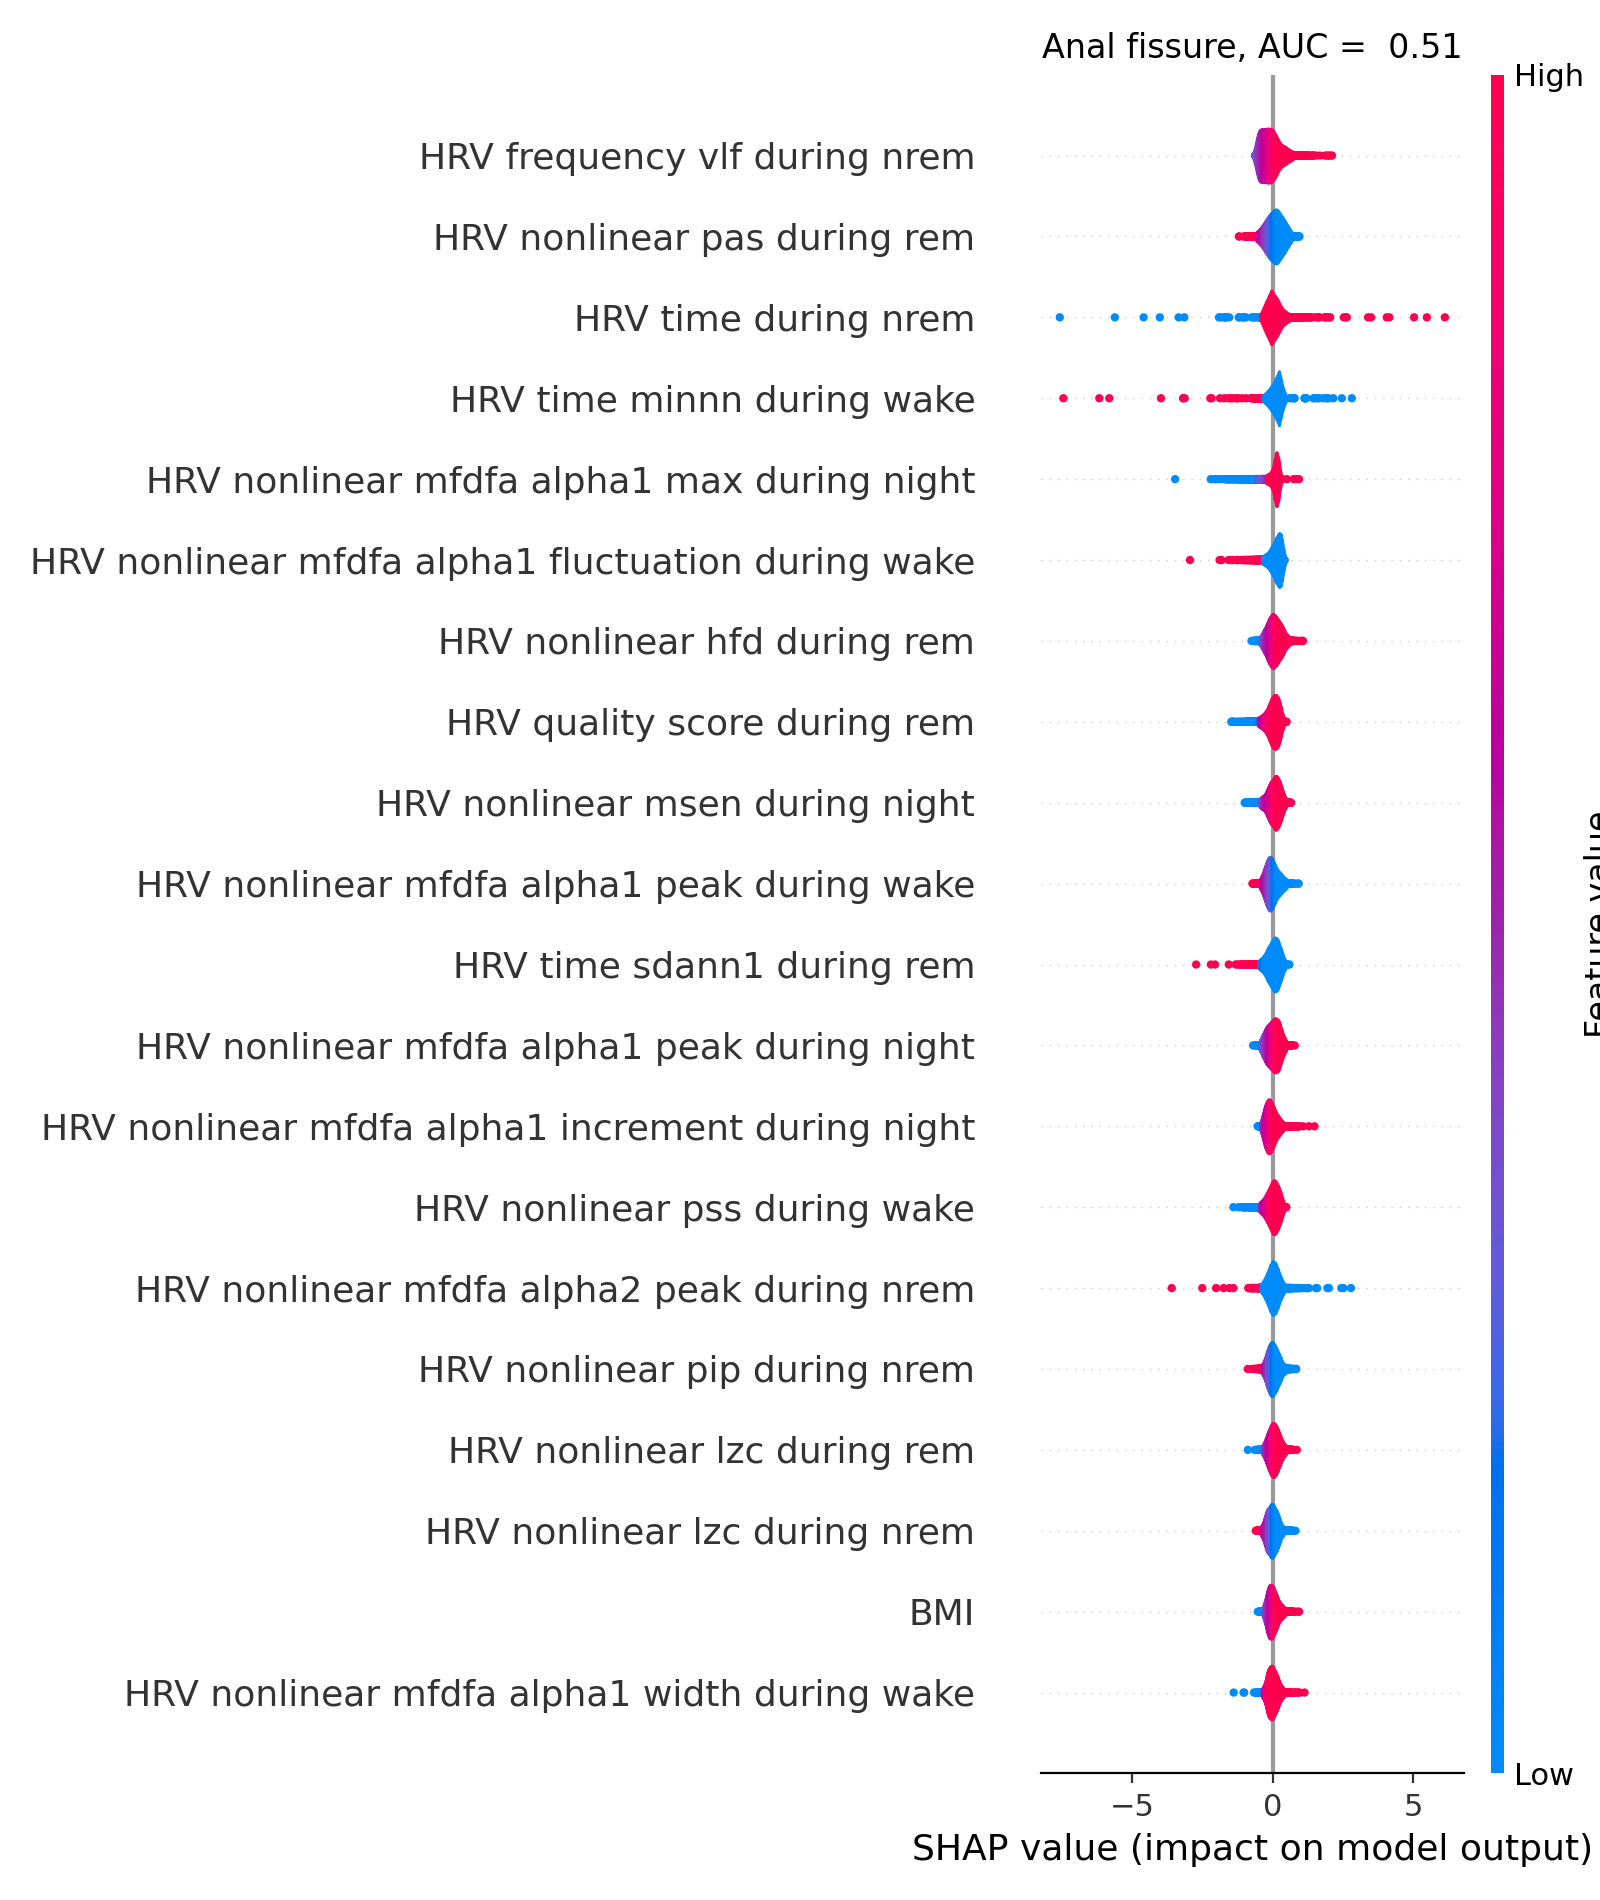 Anal fissure, AUC =  0.51
High
HRV frequency vlf during nrem
HRV nonlinear pas during rem
HRV time during nrem
HRV time minnn during wake
HRV nonlinear mfdfa alpha1 max during night
HRV nonlinear mfdfa alpha1 fluctuation during wake
HRV nonlinear hfd during rem
HRV quality score during rem
HRV nonlinear msen during night
HRV nonlinear mfdfa alpha1 peak during wake
HRV time sdann1 during rem
HRV nonlinear mfdfa alpha1 peak during night
HRV nonlinear mfdfa alpha1 increment during night
HRV nonlinear pss during wake
HRV nonlinear mfdfa alpha2 peak during nrem
HRV nonlinear pip during nrem
HRV nonlinear lzc during rem
HRV nonlinear lzc during nrem
BMI
HRV nonlinear mfdfa alpha1 width during wake
Feature value
Low
−5 0 5
SHAP value (impact on model output)